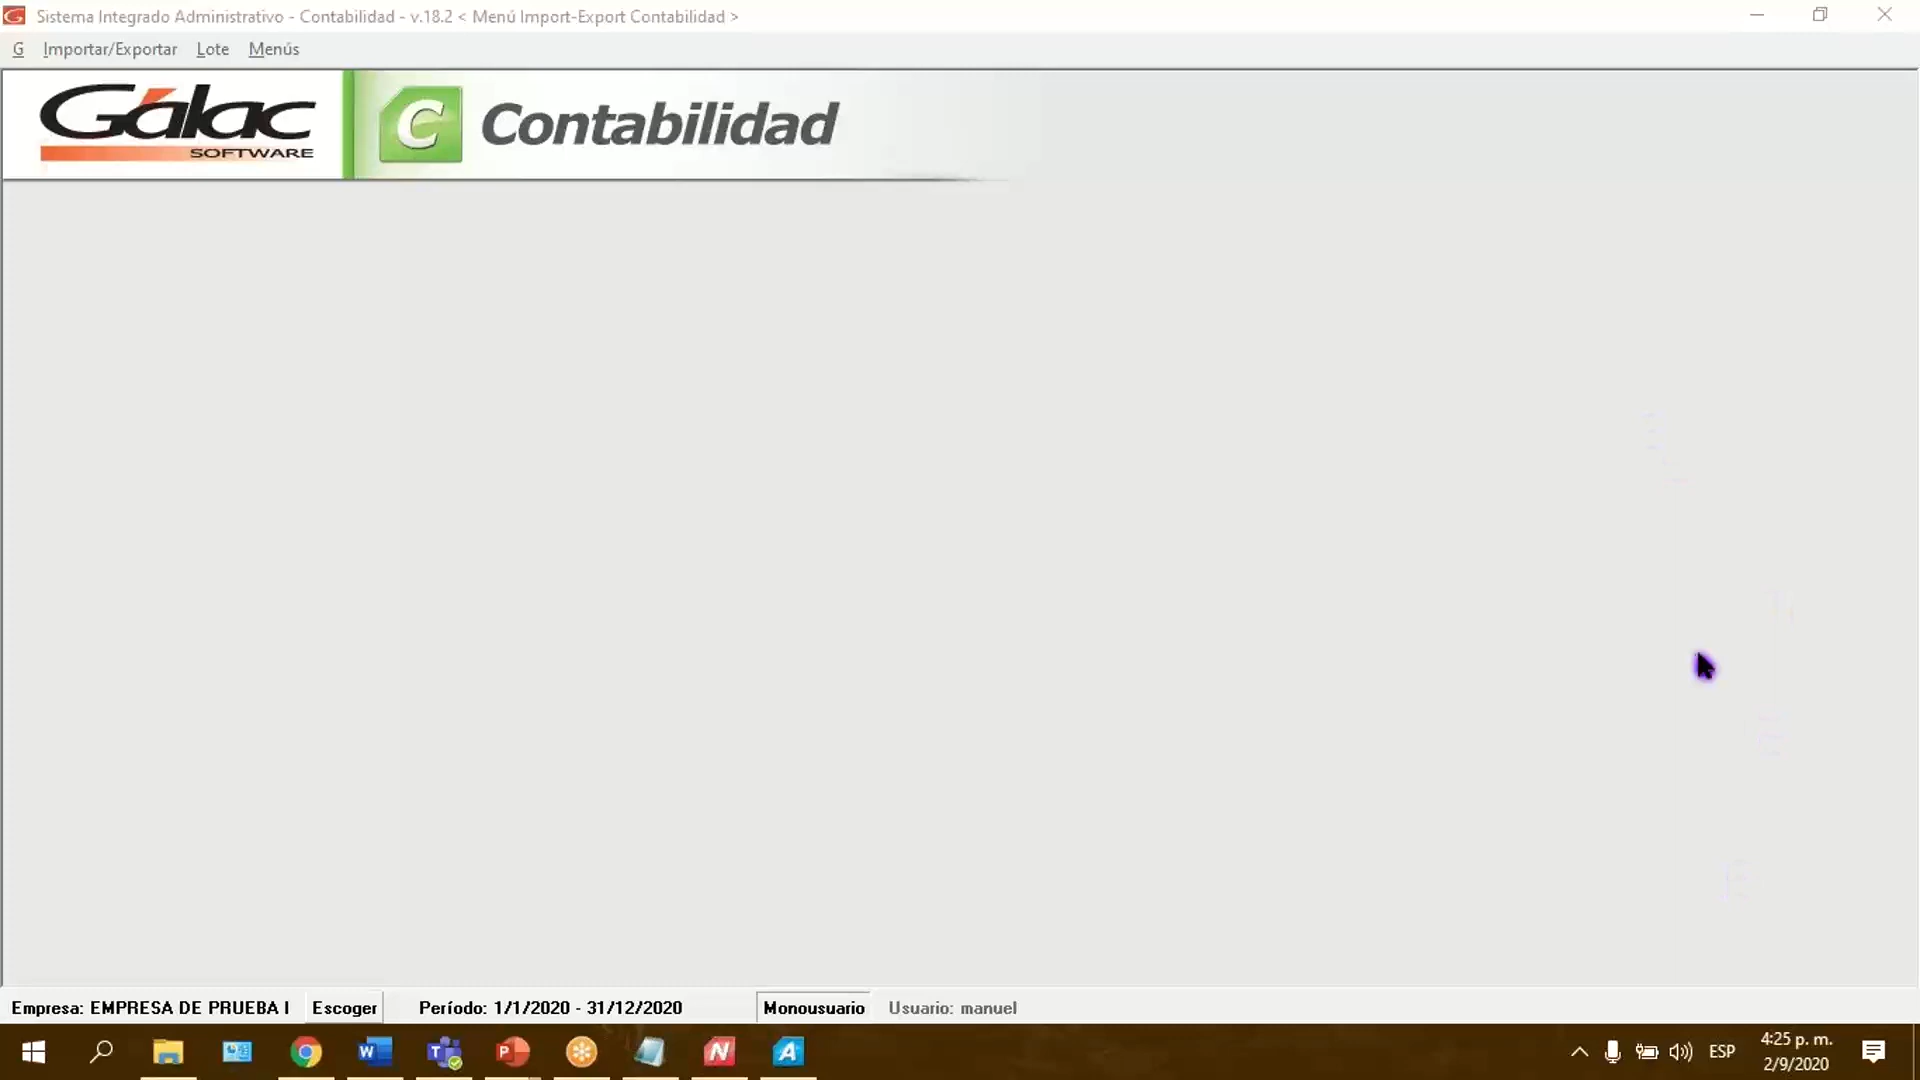 Sistema Integrado Administrativo - Contabilidad - v.18.2 < Menú Import-Export Contabilidad >
G Importar/Exportar Lote Menús
Gálac
SOFTWARE
C Contabilidad
Empresa: EMPRESA DE PRUEBA I Escoger Período: 1/1/2020 - 31/12/2020 Monousuario Usuario: manuel
ESP
4:25 p. m.
2/9/2020